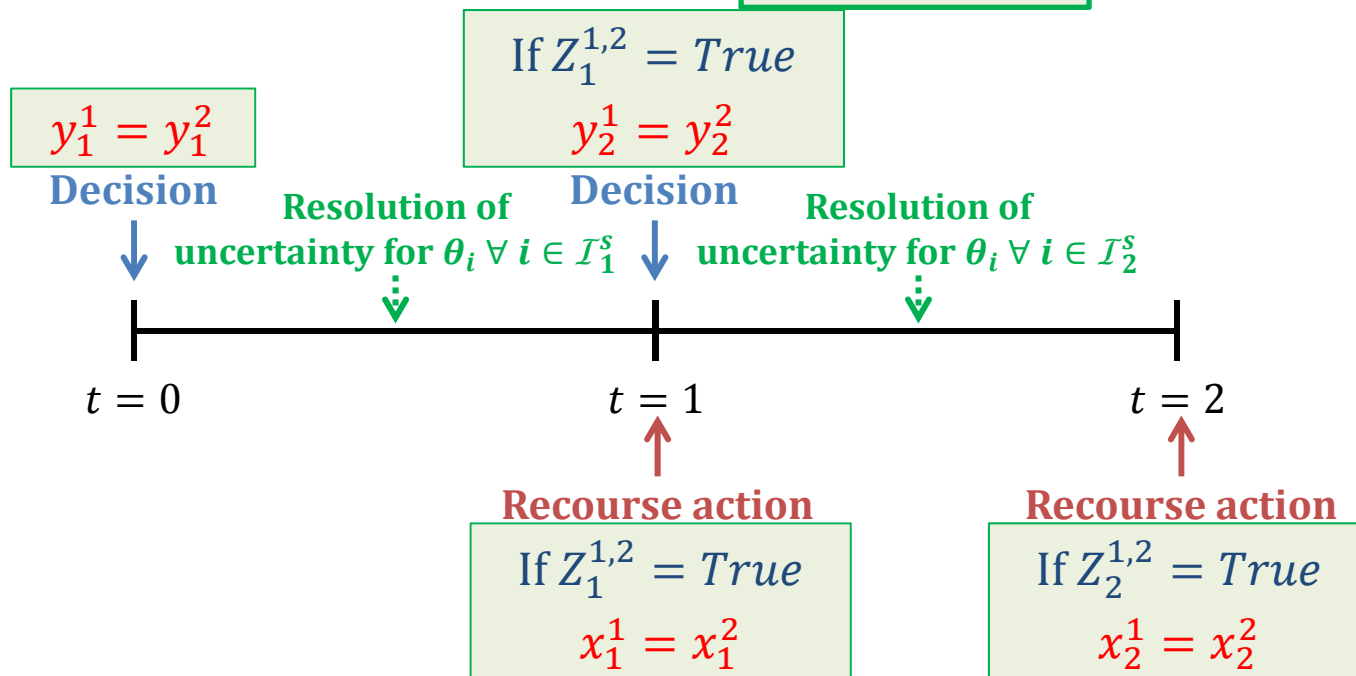 If Z_1^{1,2} = True
y_1^1 = y_1^2
y_2^1 = y_2^2
Decision
Decision
Resolution of
uncertainty for θ_i ∀ i ∈ ℐ_1^s
Resolution of
uncertainty for θ_i ∀ i ∈ ℐ_2^s
t = 0
t = 1
t = 2
Recourse action
If Z_1^{1,2} = True
x_1^1 = x_1^2
Recourse action
If Z_2^{1,2} = True
x_2^1 = x_2^2